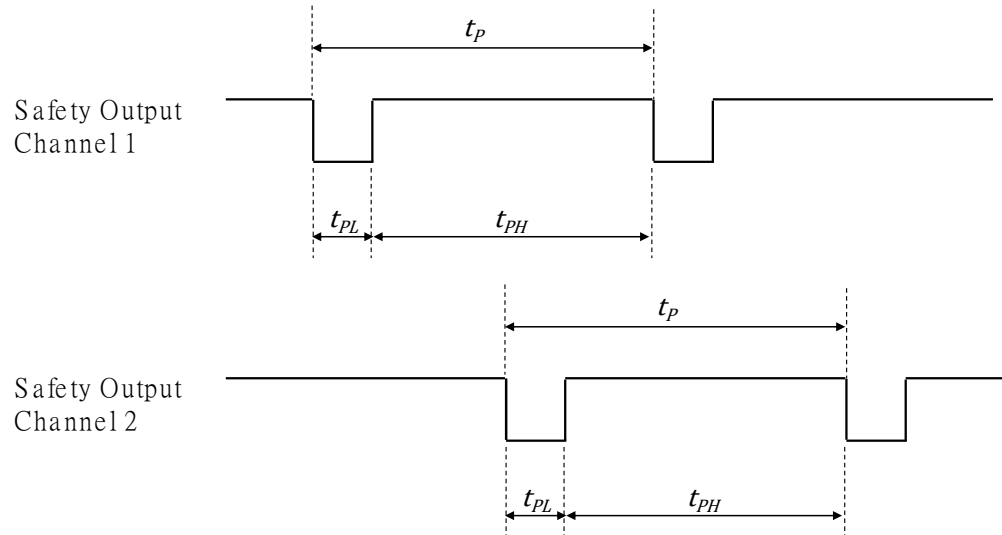 t_P
Safety Output
Channel 1
t_PL
t_PH
t_P
Safety Output
Channel 2
t_PL
t_PH